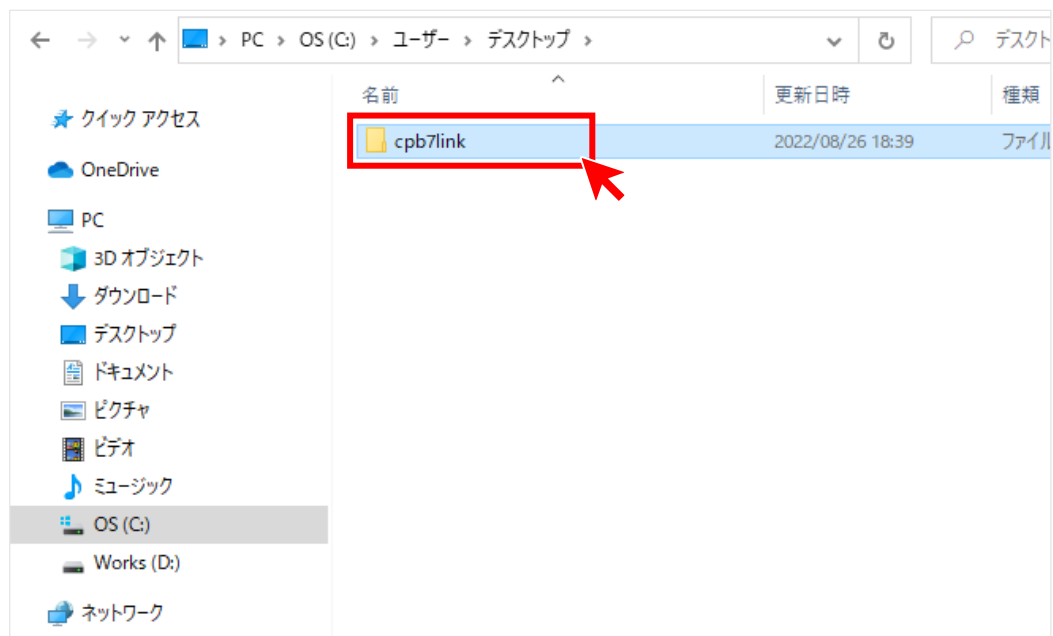 PC › OS (C:) › ユーザー › デスクトップ ›
デスクト
名前
更新日時
種類
cpb7link
2022/08/26 18:39
ファイル
クイック アクセス
OneDrive
PC
3D オブジェクト
ダウンロード
デスクトップ
ドキュメント
ピクチャ
ビデオ
ミュージック
OS (C:)
Works (D:)
ネットワーク